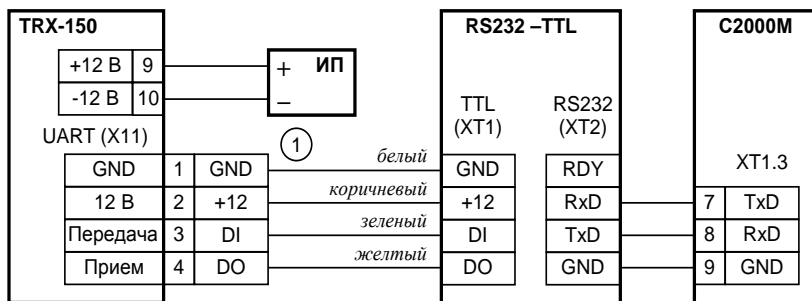 TRX-150 RS232 –TTL С2000М
+12 В 9 + ИП
-12 В 10 –
TTL RS232
(XT1) (XT2)
UART (X11) 1 белый XT1.3
GND 1 GND GND RDY
коричневый
12 В 2 +12 +12 RxD 7 TxD
зеленый
Передача 3 DI DI TxD 8 RxD
желтый
Прием 4 DO DO GND 9 GND